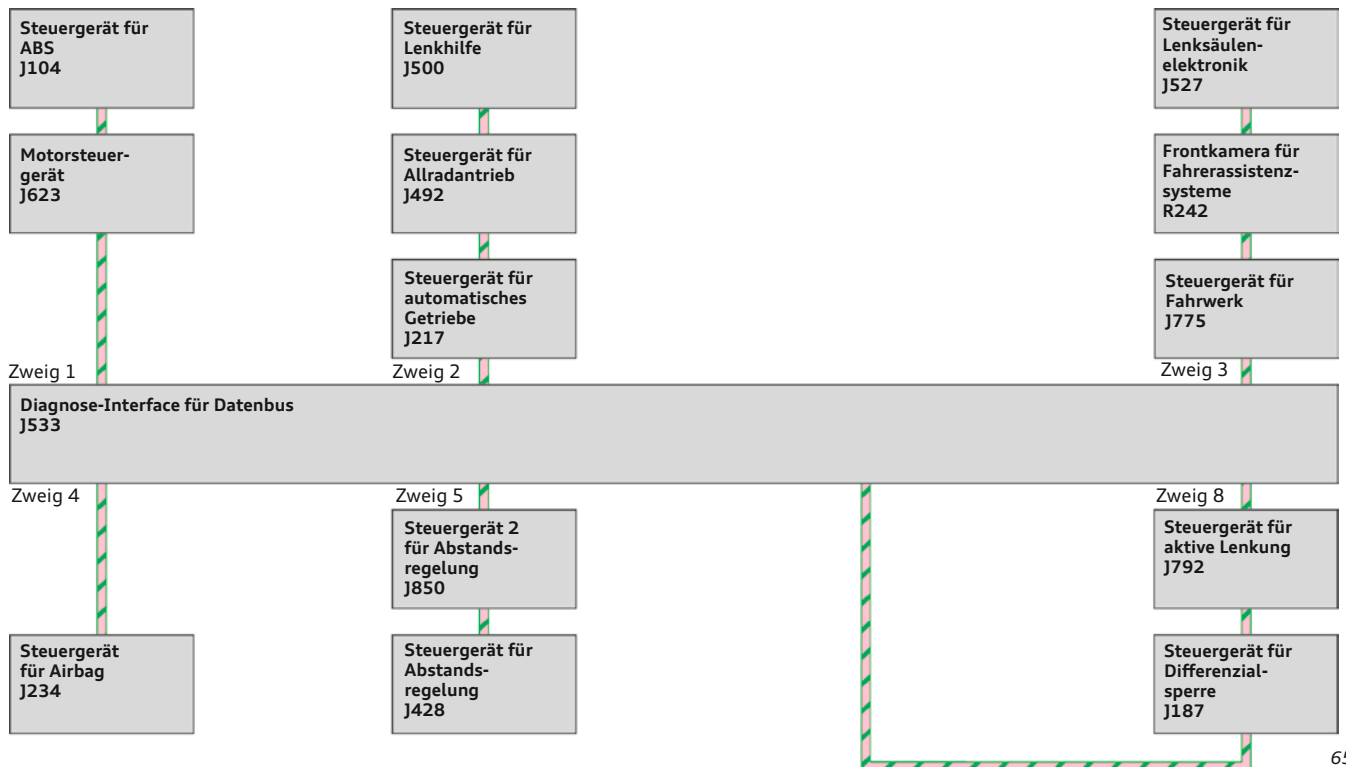 Steuergerät für
ABS
J104
Steuergerät für
Lenkhilfe
J500
Steuergerät für
Lenksäulen-
elektronik
J527
Motorsteuer-
gerät
J623
Steuergerät für
Allradantrieb
J492
Frontkamera für
Fahrerassistenz-
systeme
R242
Steuergerät für
automatisches
Getriebe
J217
Steuergerät für
Fahrwerk
J775
Zweig 1
Zweig 2
Zweig 3
Diagnose-Interface für Datenbus
J533
Zweig 4
Zweig 5
Zweig 8
Steuergerät 2
für Abstands-
regelung
J850
Steuergerät für
aktive Lenkung
J792
Steuergerät
für Airbag
J234
Steuergerät für
Abstands-
regelung
J428
Steuergerät für
Differenzial-
sperre
J187